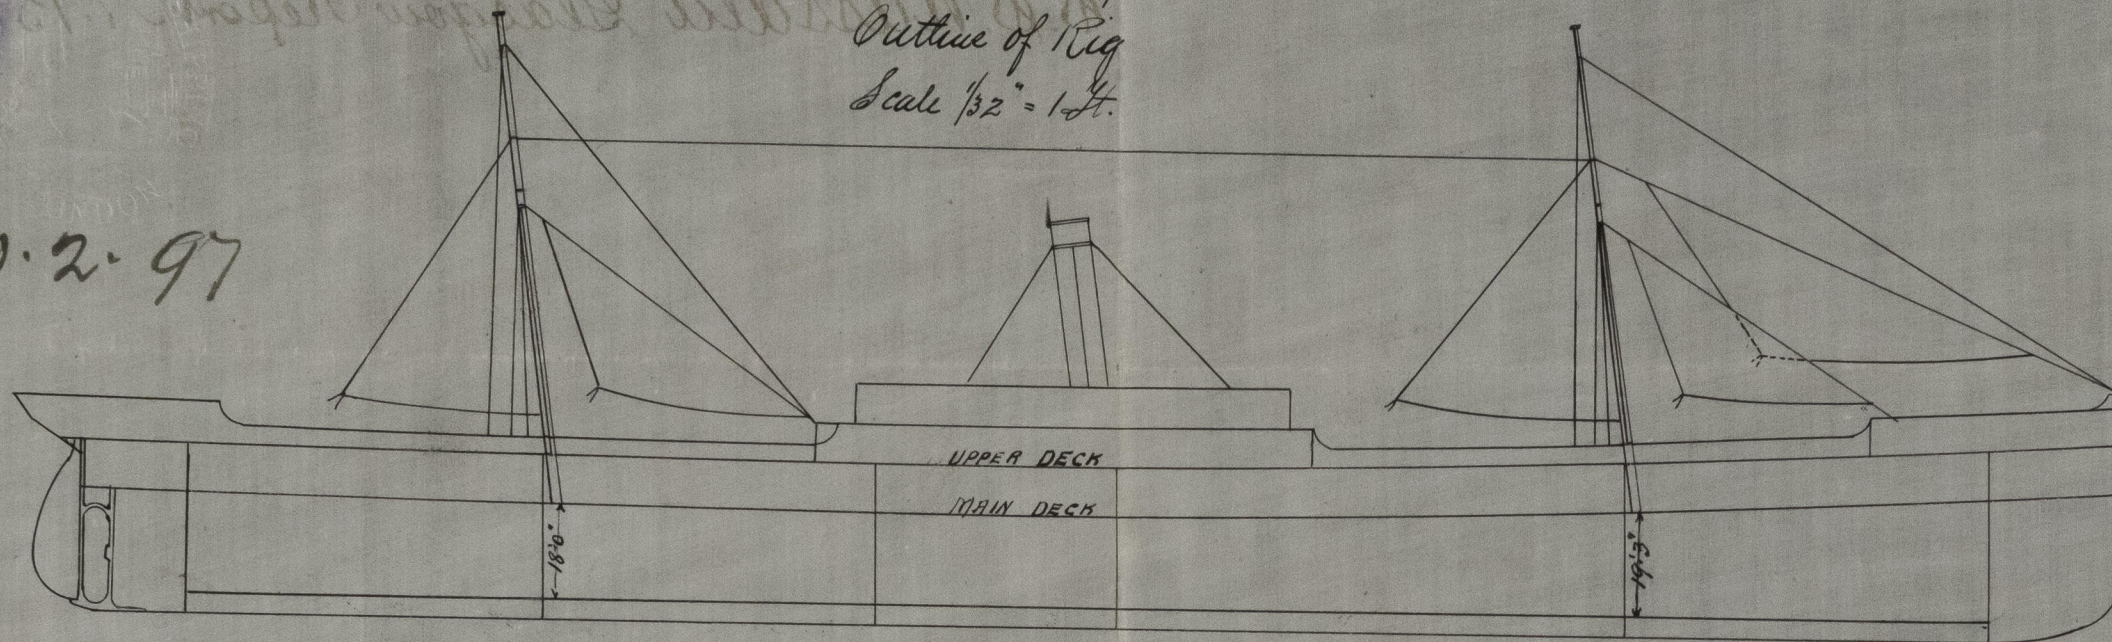 Outline of Rig
Scale 1/32" = 1 Ft.
2. 97
UPPER DECK
MAIN DECK
18'.0"
19'.3"